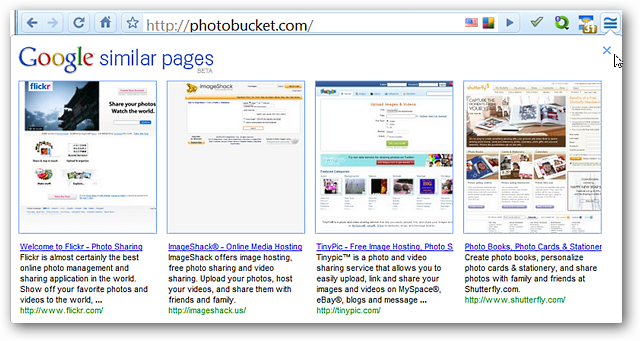 http://photobucket.com/
31
Google similar pages
BETA
flickr
Share your photos.
Watch the world.
ImageShack
tinypic
Upload Images & Videos
Featured Categories
shutterfly
CAPTURE THE MOMENT
Welcome to Flickr - Photo Sharing
Flickr is almost certainly the best
online photo management and
sharing application in the world.
Show off your favorite photos and
videos to the world, ...
http://www.flickr.com/
ImageShack® - Online Media Hosting
ImageShack offers image hosting,
free photo sharing and video
sharing. Upload your photos, host
your videos, and share them with
friends and family.
http://imageshack.us/
TinyPic - Free Image Hosting, Photo S
Tinypic™ is a photo and video
sharing service that allows you to
easily upload, link and share your
images and videos on MySpace®,
eBay®, blogs and message ...
http://tinypic.com/
Photo Books, Photo Cards & Stationer
Create photo books, personalize
photo cards & stationery, and share
photos with family and friends at
Shutterfly.com.
http://www.shutterfly.com/